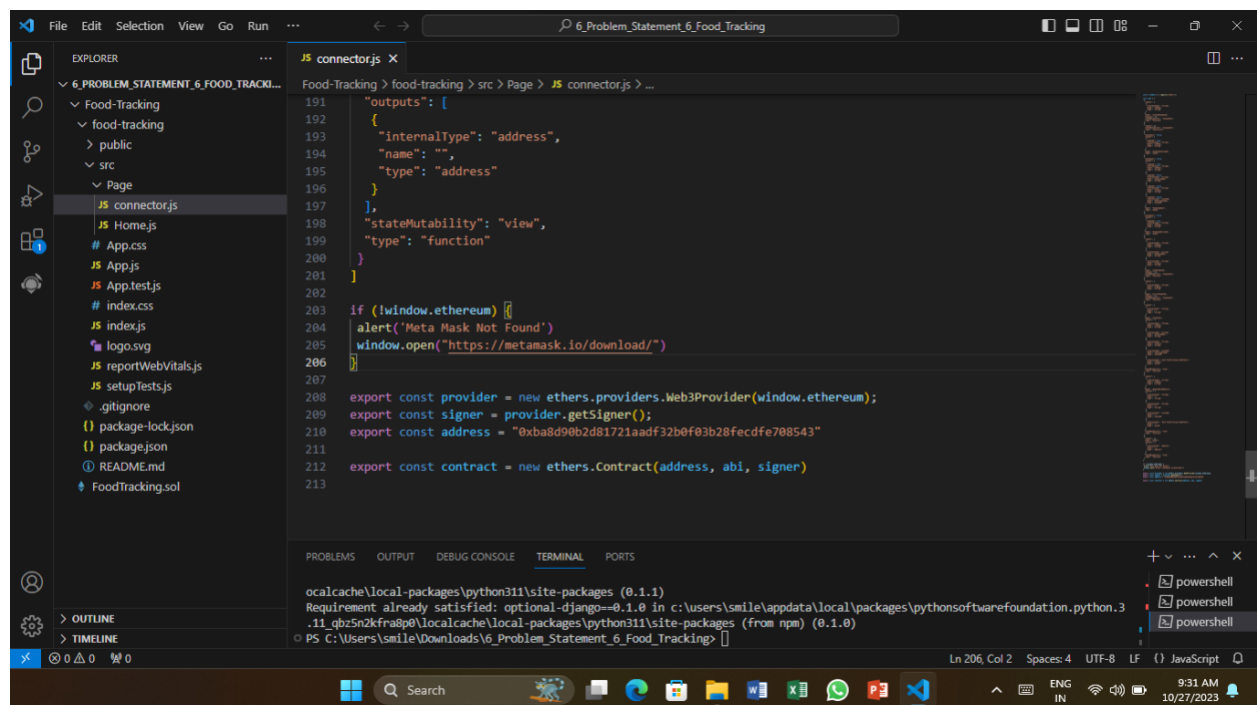 File Edit Selection View Go Run ···
6_Problem_Statement_6_Food_Tracking
EXPLORER ···
6_PROBLEM_STATEMENT_6_FOOD_TRACKI...
Food-Tracking
food-tracking
public
src
Page
JS connector.js
JS Home.js
# App.css
JS App.js
JS App.test.js
# index.css
JS index.js
logo.svg
JS reportWebVitals.js
JS setupTests.js
.gitignore
{} package-lock.json
{} package.json
README.md
FoodTracking.sol
OUTLINE
TIMELINE
1
JS connector.js ×
Food-Tracking > food-tracking > src > Page > JS connector.js > ...
191 "outputs": [
192 {
193 "internalType": "address",
194 "name": "",
195 "type": "address"
196 }
197 ],
198 "stateMutability": "view",
199 "type": "function"
200 }
201 ]
202
203 if (!window.ethereum) {
204 alert('Meta Mask Not Found')
205 window.open("https://metamask.io/download/")
206 }
207
208 export const provider = new ethers.providers.Web3Provider(window.ethereum);
209 export const signer = provider.getSigner();
210 export const address = "0xba8d90b2d81721aadf32b0f03b28fecdfe708543"
211
212 export const contract = new ethers.Contract(address, abi, signer)
213
PROBLEMS OUTPUT DEBUG CONSOLE TERMINAL PORTS
ocalcache\local-packages\python311\site-packages (0.1.1)
Requirement already satisfied: optional-django==0.1.0 in c:\users\smile\appdata\local\packages\pythonsoftwarefoundation.python.3
.11_qbz5n2kfra8p0\localcache\local-packages\python311\site-packages (from npm) (0.1.0)
PS C:\Users\smile\Downloads\6_Problem_Statement_6_Food_Tracking>
powershell
powershell
powershell
0 0 0
Ln 206, Col 2 Spaces: 4 UTF-8 LF {} JavaScript
Search
ENG
IN
9:31 AM
10/27/2023